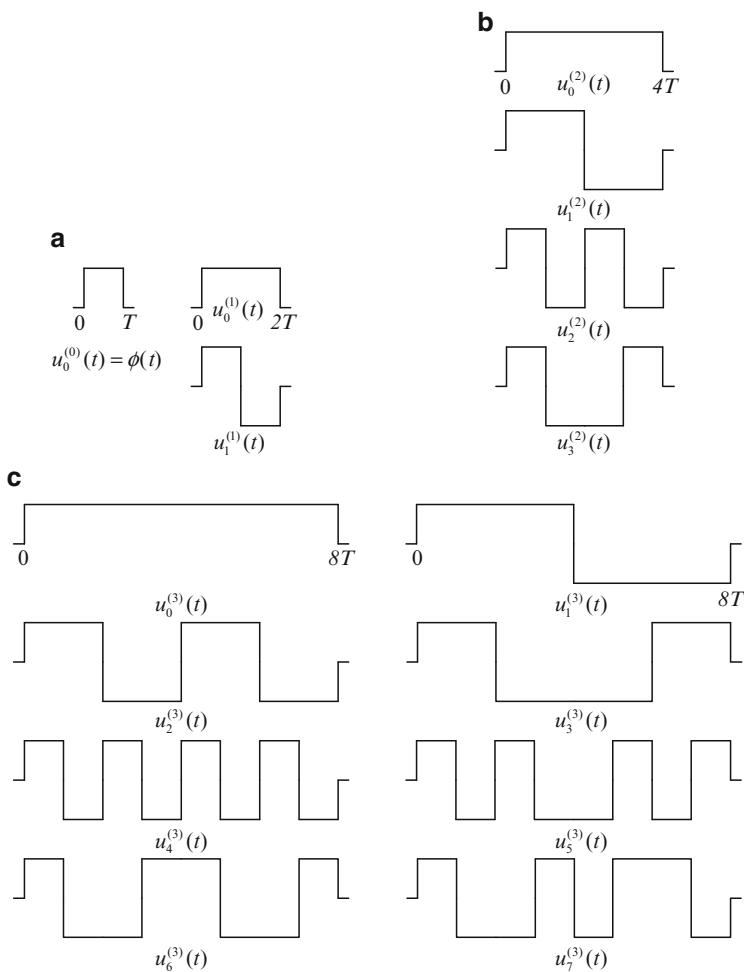 b
0 u_0^{(2)}(t) 4T
u_1^{(2)}(t)
u_2^{(2)}(t)
u_3^{(2)}(t)
a
0 T
u_0^{(0)}(t) = ϕ(t)
0 u_0^{(1)}(t) 2T
u_1^{(1)}(t)
c
0 8T
u_0^{(3)}(t)
0 8T
u_1^{(3)}(t)
u_2^{(3)}(t)
u_3^{(3)}(t)
u_4^{(3)}(t)
u_5^{(3)}(t)
u_6^{(3)}(t)
u_7^{(3)}(t)